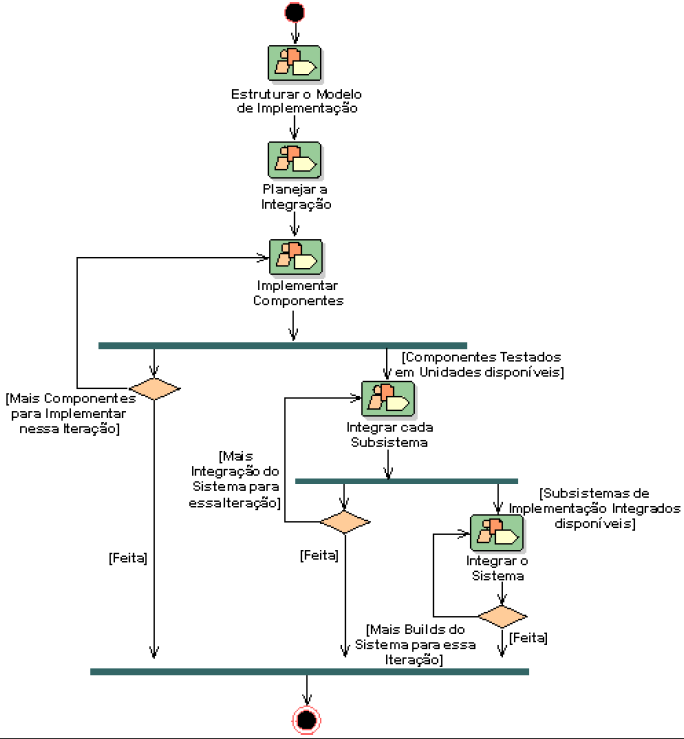 Estruturar o Modelo
de Implementação
Planejar a
Integração
Implementar
Componentes
[Componentes Testados
em Unidades disponíveis]
[Mais Componentes
para Implementar
nessa Iteração]
Integrar cada
Subsistema
[Mais
Integração do
Sistema para
essaIteração]
[Subsistemas de
Implementação Integrados
disponíveis]
[Feita]
[Feita]
Integrar o
Sistema
[Mais Builds do
Sistema para essa
Iteração]
[Feita]